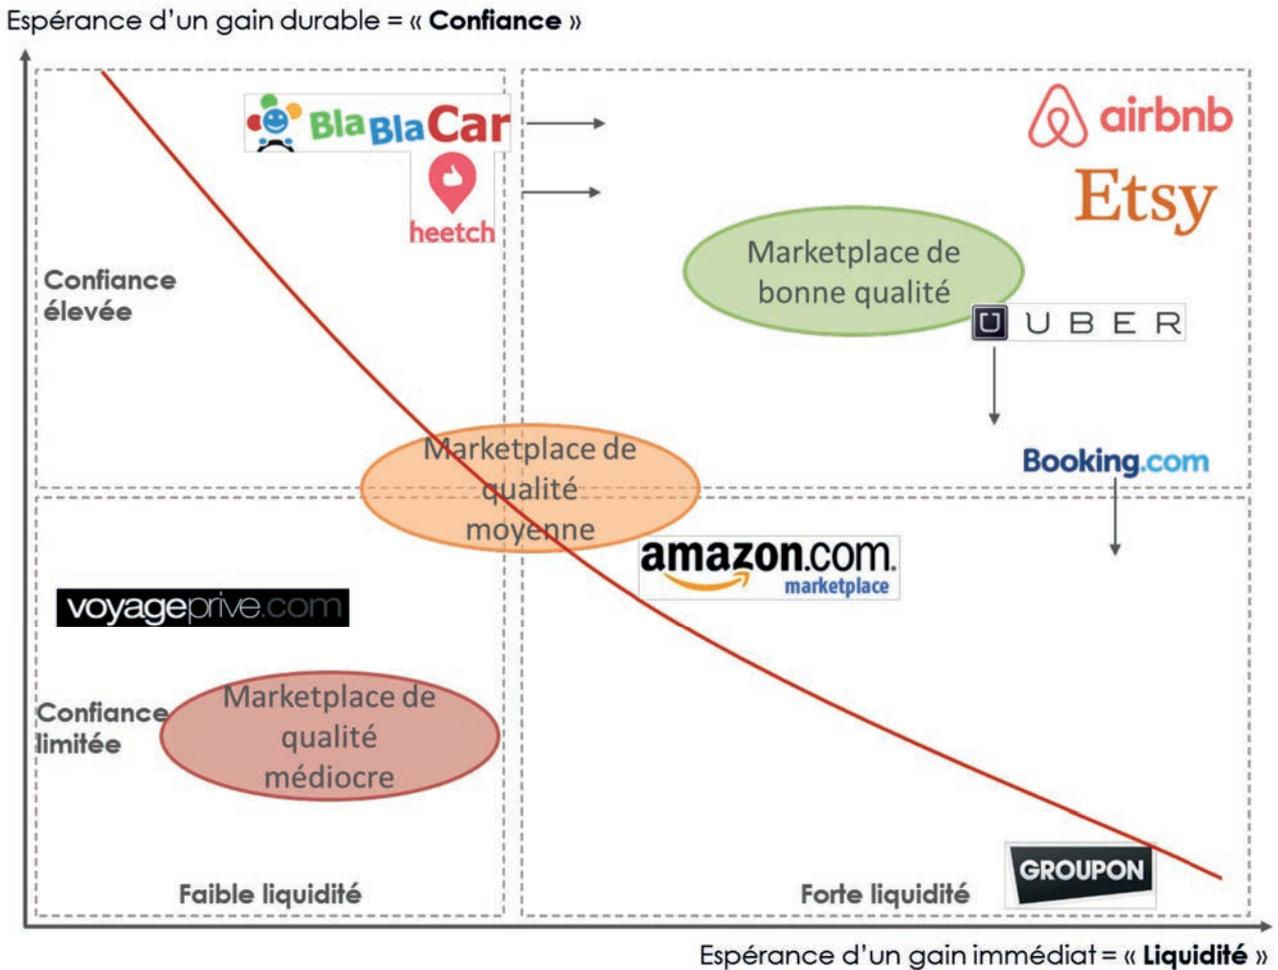 Espérance d'un gain durable = « Confiance »
BlaBlaCar
airbnb
heetch
Etsy
Confiance
élevée
Marketplace de
bonne qualité
UBER
Marketplace de
qualité
moyenne
Booking.com
amazon.com.
marketplace
voyageprive.com
Confiance
limitée
Marketplace de
qualité
médiocre
GROUPON
Faible liquidité
Forte liquidité
Espérance d'un gain immédiat = « Liquidité »